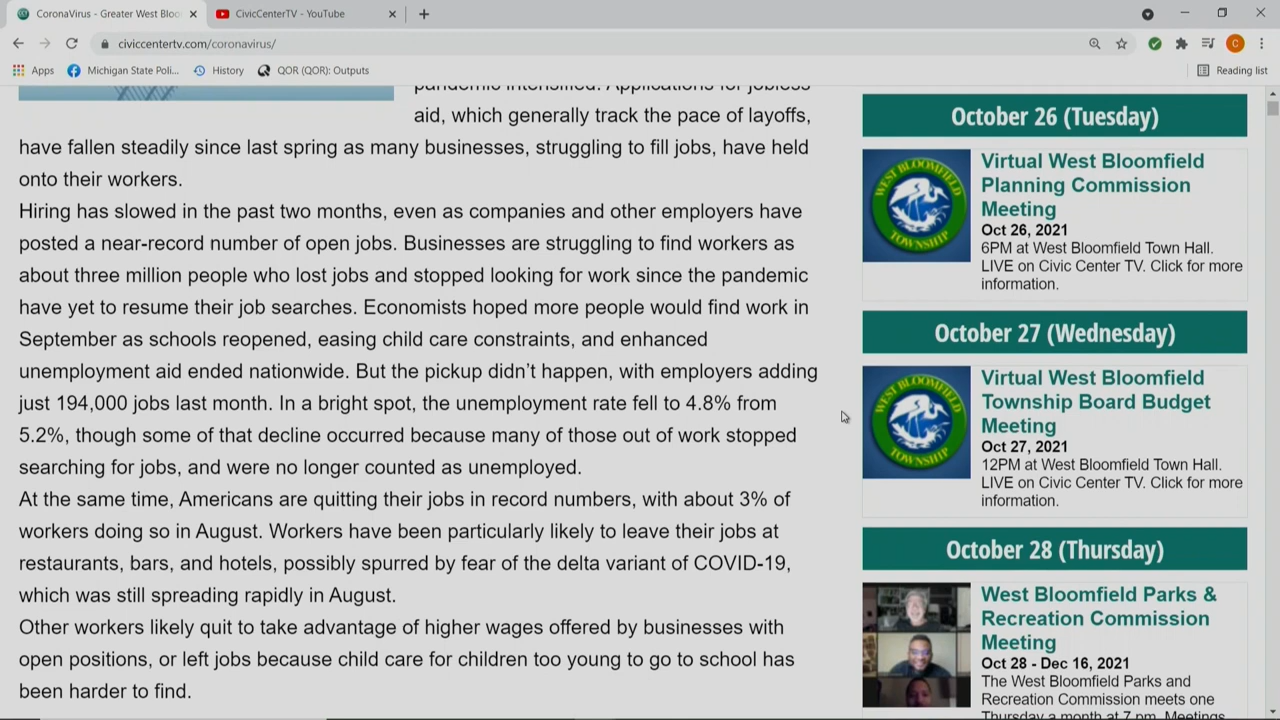 CoronaVirus - Greater West Bloo
CivicCenterTV - YouTube
civiccentertv.com/coronavirus/
Apps
Michigan State Poli...
History
QOR (QOR): Outputs
Reading list
pandemic intensified. Applications for jobless
aid, which generally track the pace of layoffs,
have fallen steadily since last spring as many businesses, struggling to fill jobs, have held
onto their workers.
Hiring has slowed in the past two months, even as companies and other employers have
posted a near-record number of open jobs. Businesses are struggling to find workers as
about three million people who lost jobs and stopped looking for work since the pandemic
have yet to resume their job searches. Economists hoped more people would find work in
September as schools reopened, easing child care constraints, and enhanced
unemployment aid ended nationwide. But the pickup didn’t happen, with employers adding
just 194,000 jobs last month. In a bright spot, the unemployment rate fell to 4.8% from
5.2%, though some of that decline occurred because many of those out of work stopped
searching for jobs, and were no longer counted as unemployed.
At the same time, Americans are quitting their jobs in record numbers, with about 3% of
workers doing so in August. Workers have been particularly likely to leave their jobs at
restaurants, bars, and hotels, possibly spurred by fear of the delta variant of COVID-19,
which was still spreading rapidly in August.
Other workers likely quit to take advantage of higher wages offered by businesses with
open positions, or left jobs because child care for children too young to go to school has
been harder to find.
October 26 (Tuesday)
WEST BLOOMFIELD
TOWNSHIP
Virtual West Bloomfield
Planning Commission
Meeting
Oct 26, 2021
6PM at West Bloomfield Town Hall.
LIVE on Civic Center TV. Click for more
information.
October 27 (Wednesday)
WEST BLOOMFIELD
TOWNSHIP
Virtual West Bloomfield
Township Board Budget
Meeting
Oct 27, 2021
12PM at West Bloomfield Town Hall.
LIVE on Civic Center TV. Click for more
information.
October 28 (Thursday)
West Bloomfield Parks &
Recreation Commission
Meeting
Oct 28 - Dec 16, 2021
The West Bloomfield Parks and
Recreation Commission meets one
Thursday a month at 7 pm. Meetings